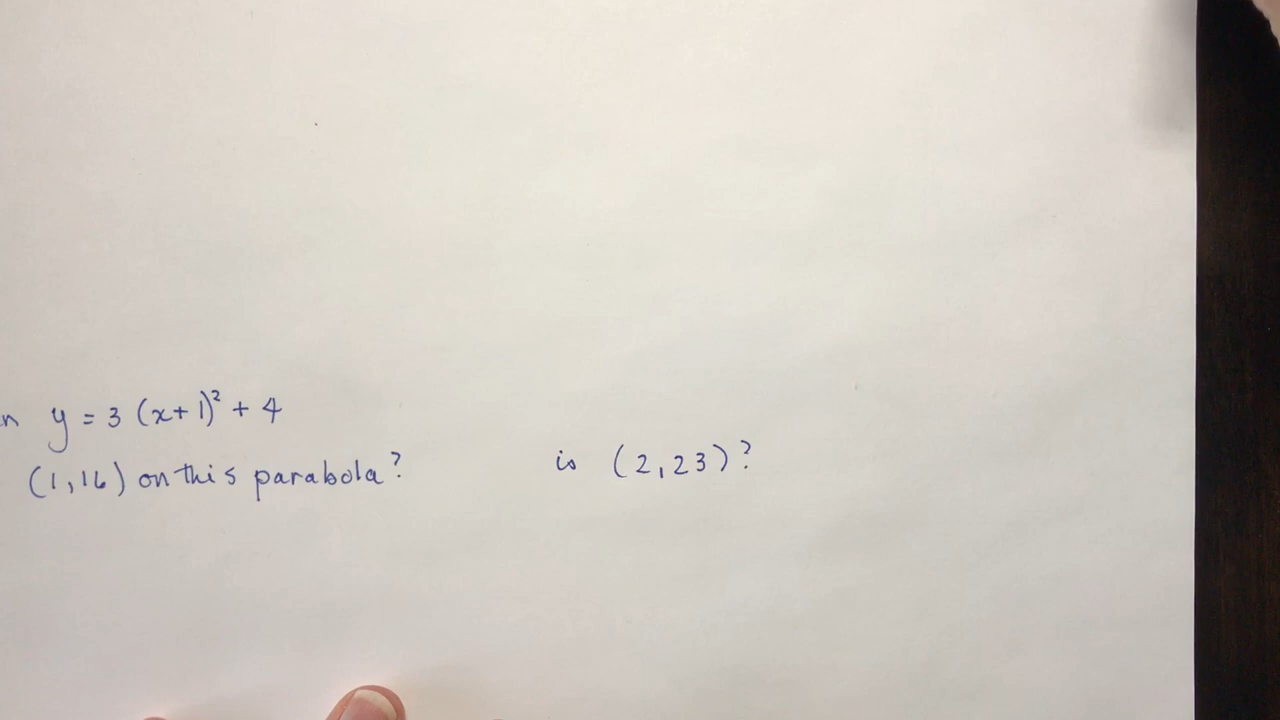 n y = 3 (x+1)² + 4
(1,16) on this parabola? is (2,23)?